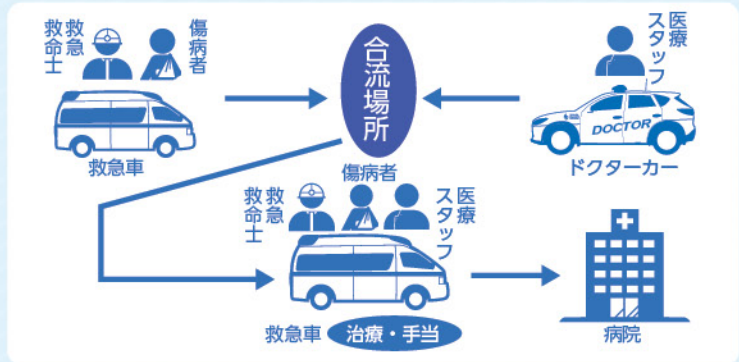 救急
救命士
傷病者
救急車
合流場所
医療
スタッフ
DOCTOR
ドクターカー
救急
救命士
傷病者
医療
スタッフ
救急車
治療・手当
病院